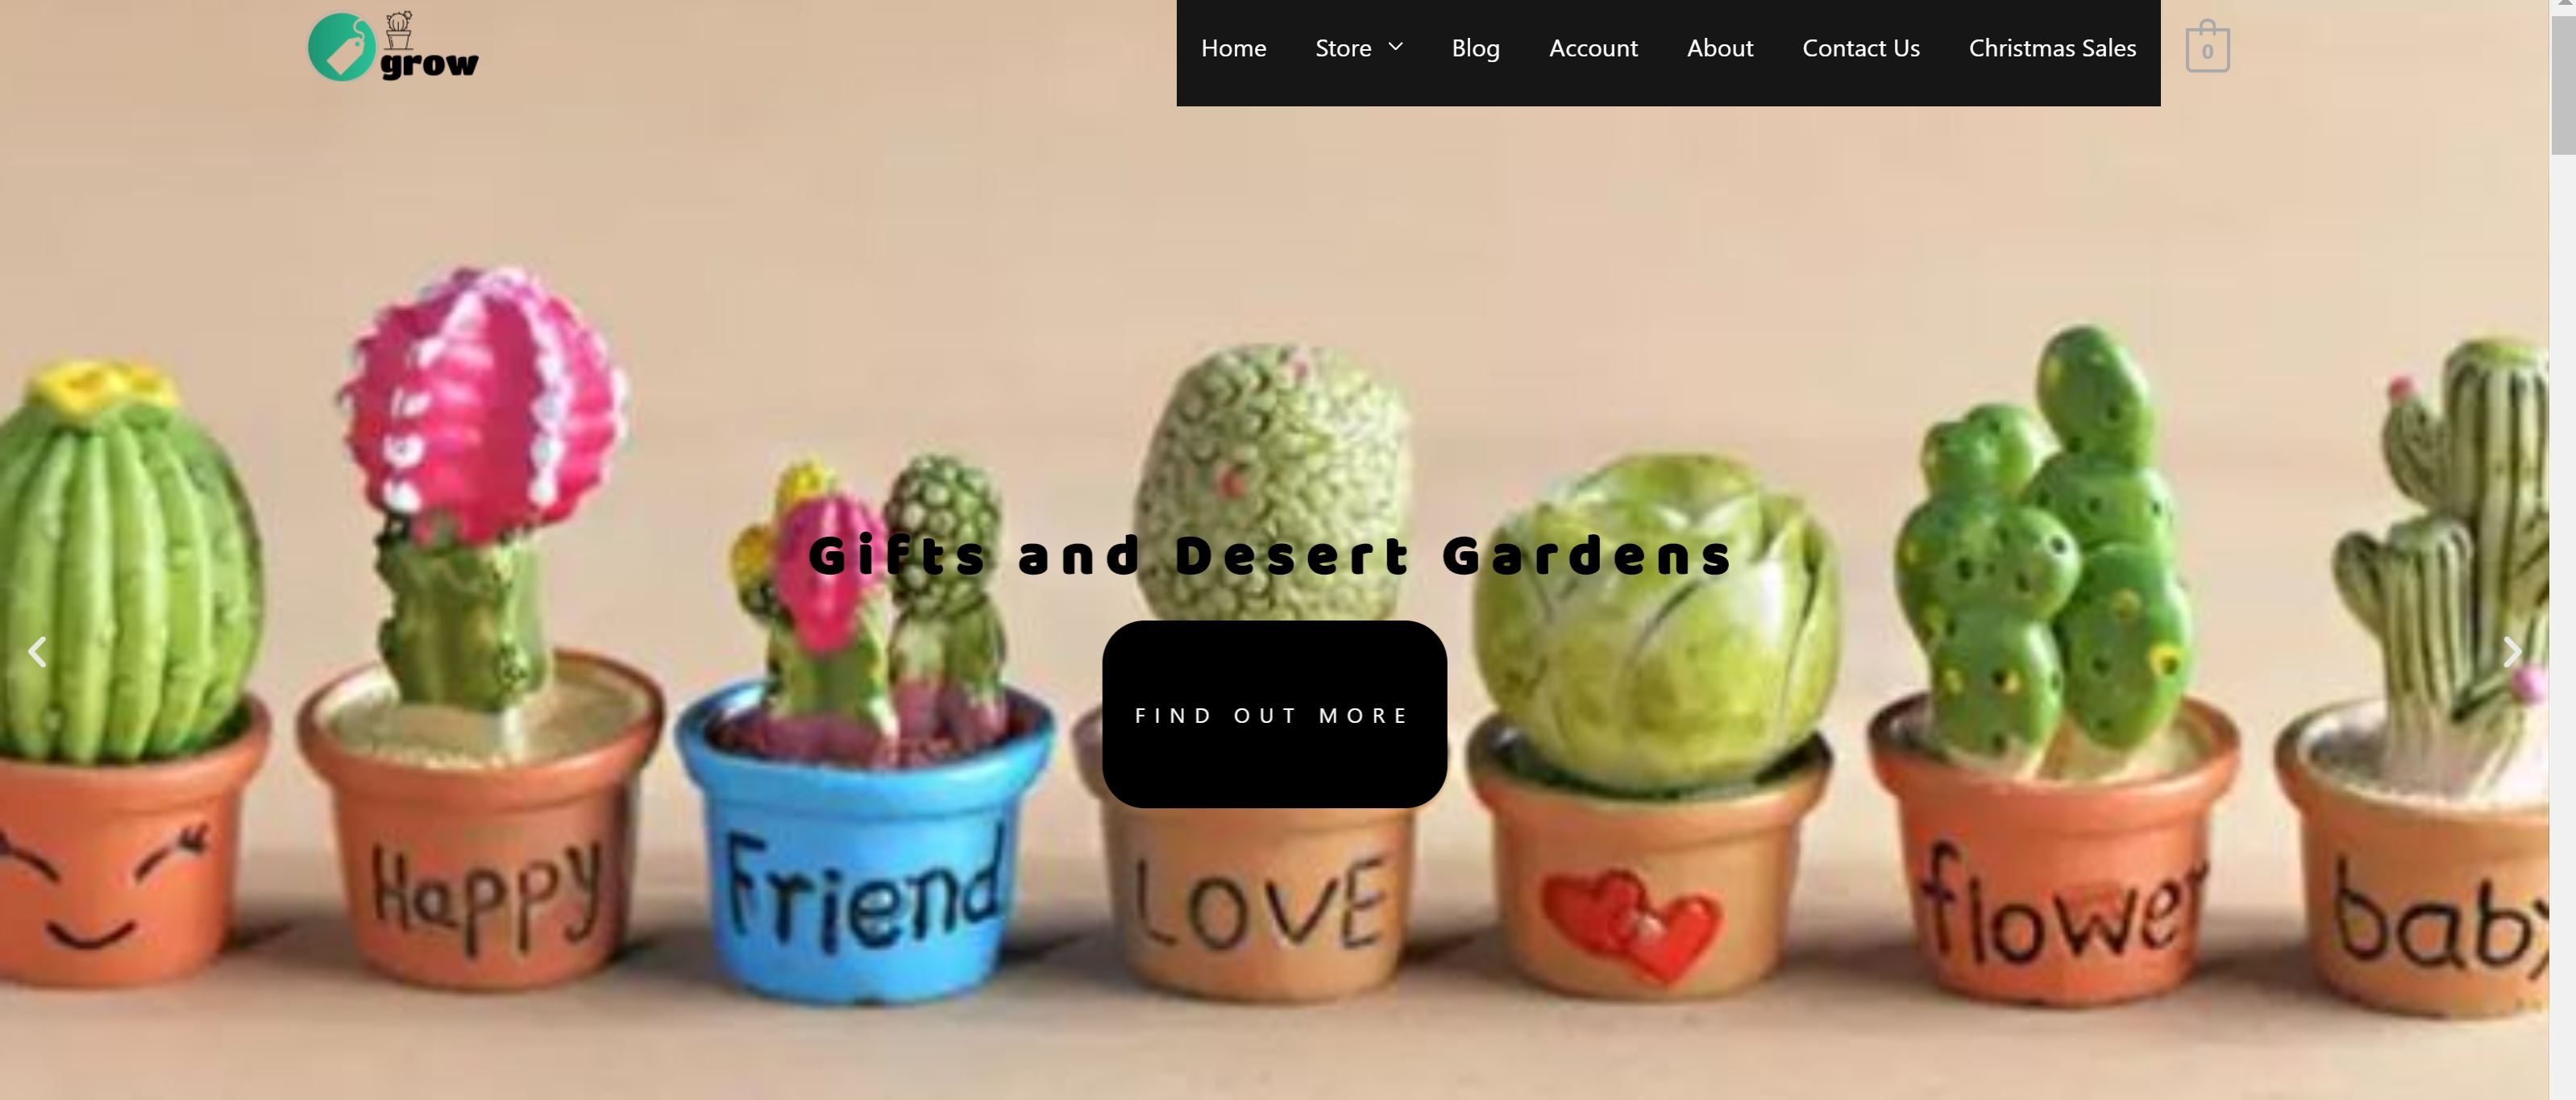 grow
Home Store Blog Account About Contact Us Christmas Sales 0
Gifts and Desert Gardens
FIND OUT MORE
Happy Friend LOVE flower baby